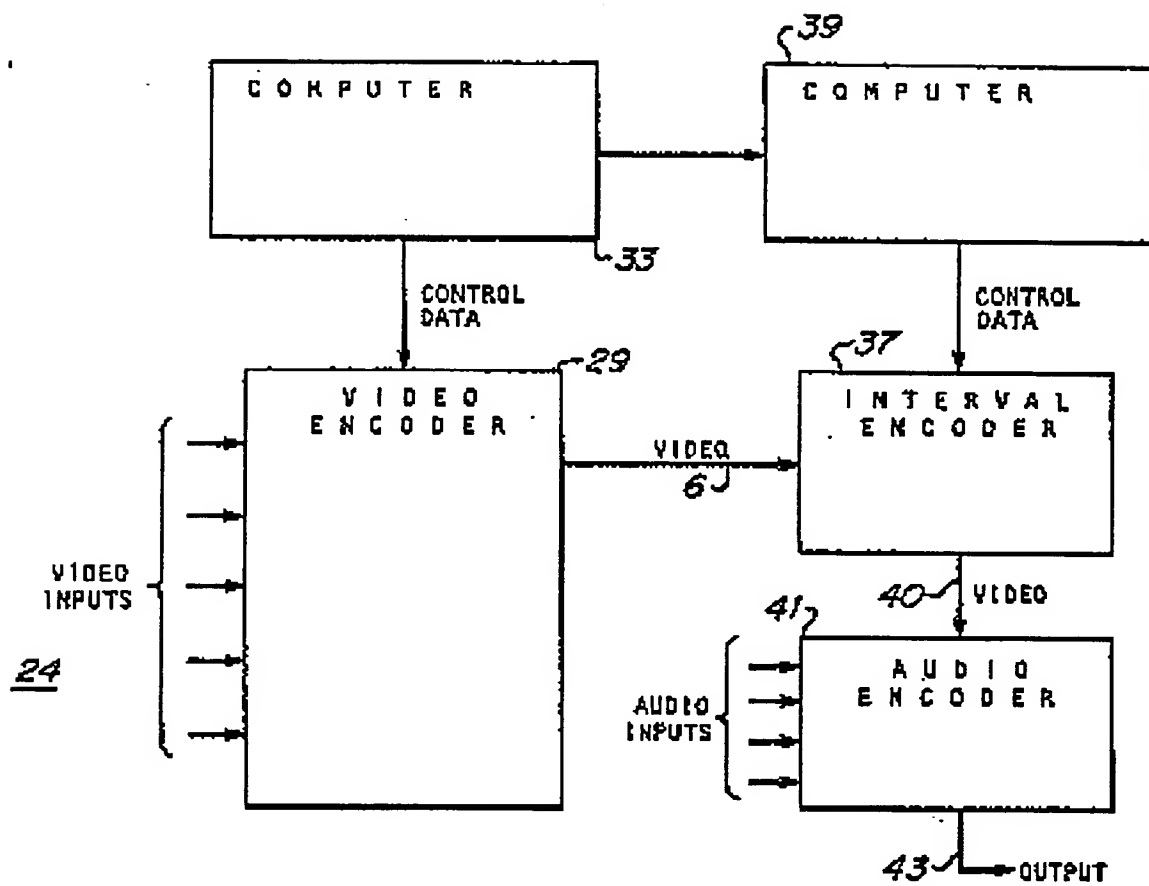 39
COMPUTER
COMPUTER
33
CONTROL
DATA
CONTROL
DATA
29
37
VIDEO
ENCODER
INTERVAL
ENCODER
VIDEO
6
VIDEO
INPUTS
40
VIDEO
41
24
AUDIO
ENCODER
AUDIO
INPUTS
43
OUTPUT